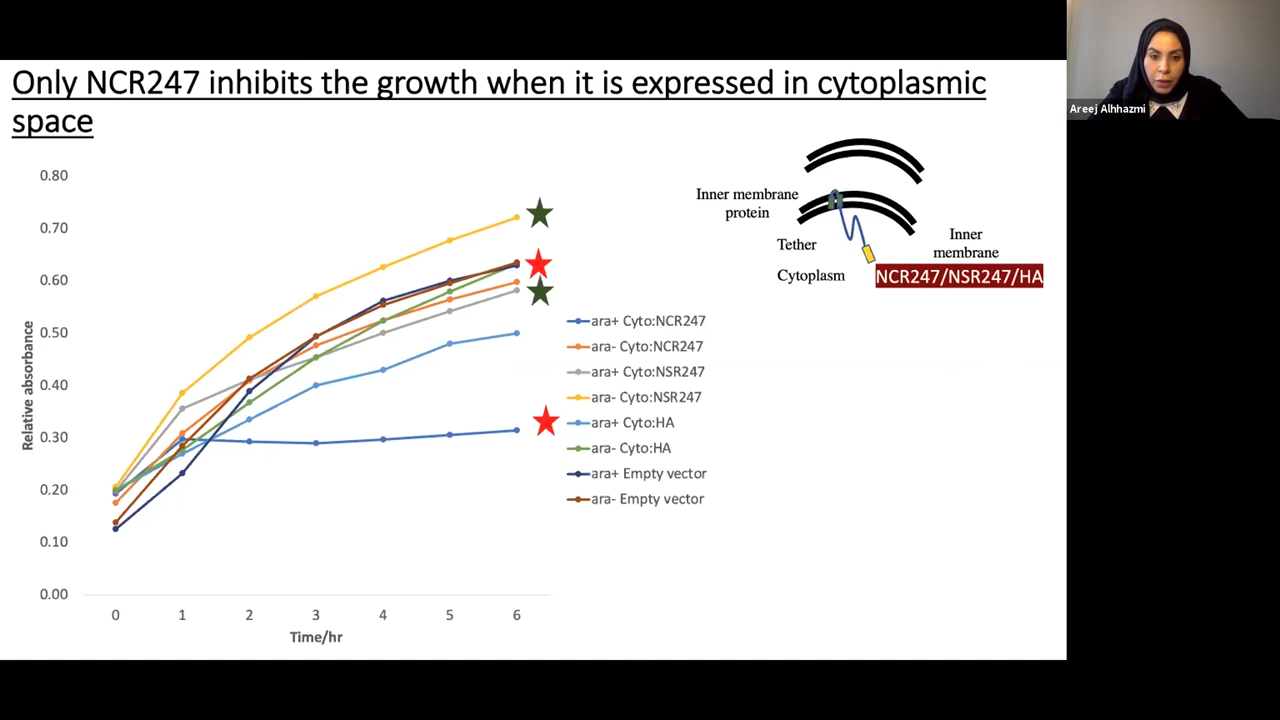 Only NCR247 inhibits the growth when it is expressed in cytoplasmic
space
Areej Alhhazmi
0.80
0.70
0.60
0.50
0.40
0.30
0.20
0.10
0.00
Relative absorbance
0 1 2 3 4 5 6
Time/hr
ara+ Cyto:NCR247
ara- Cyto:NCR247
ara+ Cyto:NSR247
ara- Cyto:NSR247
ara+ Cyto:HA
ara- Cyto:HA
ara+ Empty vector
ara- Empty vector
Inner membrane
protein
Tether
Cytoplasm
Inner
membrane
NCR247/NSR247/HA